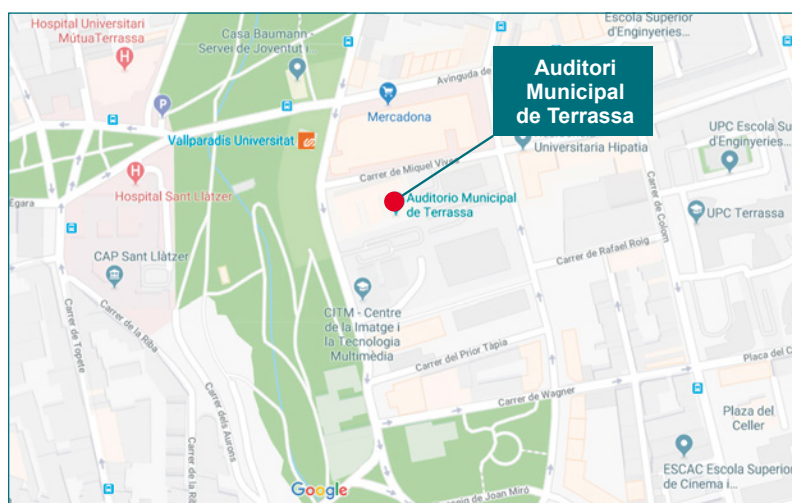 Hospital Universitari
MútuaTerrassa
Casa Baumann -
Servei de Joventut i...
Escola Superior
d'Enginyeries...
Auditori
Municipal
de Terrassa
Avinguda de
Mercadona
Vallparadís Universitat
Universitaria Hipatia
UPC Escola Sup
d'Enginyeries...
Carrer de Miquel Vives
Hospital Sant Llàtzer
Egara
Auditorio Municipal
de Terrassa
Carrer de Colom
UPC Terrassa
CAP Sant Llàtzer
Carrer de Rafael Roig
Carrer de la Riba
Carrer de Topete
CITM - Centre
de la Imatge i
la Tecnologia
Multimèdia
Carrer del Prior Tàpia
Plaça del C
Carrer de Wagner
Carrer dels Aurons
Plaza del
Celler
ESCAC Escola Superior
de Cinema i...
Google
de Joan Miró